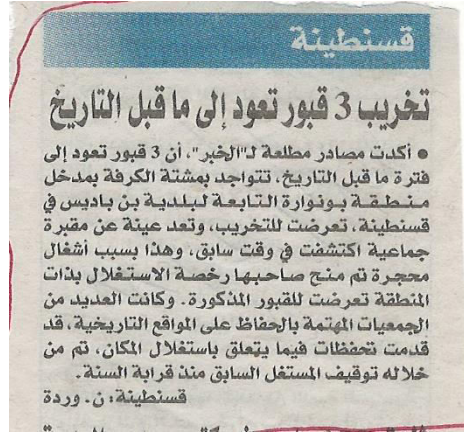 قسنطينة
تخريب 3 قبور تعود إلى ما قبل التاريخ
● أكدت مصادر مطلعة لـ"الخبر"، أن 3 قبور تعود إلى
فترة ما قبل التاريخ، تتواجد بمشتة الكرفة بمدخل
منطقة بونوارة التابعة لبلدية بن باديس في
قسنطينة، تعرضت للتخريب، وتعد عينة عن مقبرة
جماعية اكتشفت في وقت سابق، وهذا بسبب أشغال
محجرة تم منح صاحبها رخصة الاستغلال بذات
المنطقة تعرضت للقبور المذكورة. وكانت العديد من
الجمعيات المهتمة بالحفاظ على المواقع التاريخية، قد
قدمت تحفظات فيما يتعلق باستغلال المكان، تم من
خلاله توقيف المستغل السابق منذ قرابة السنة.
قسنطينة: ن. وردة